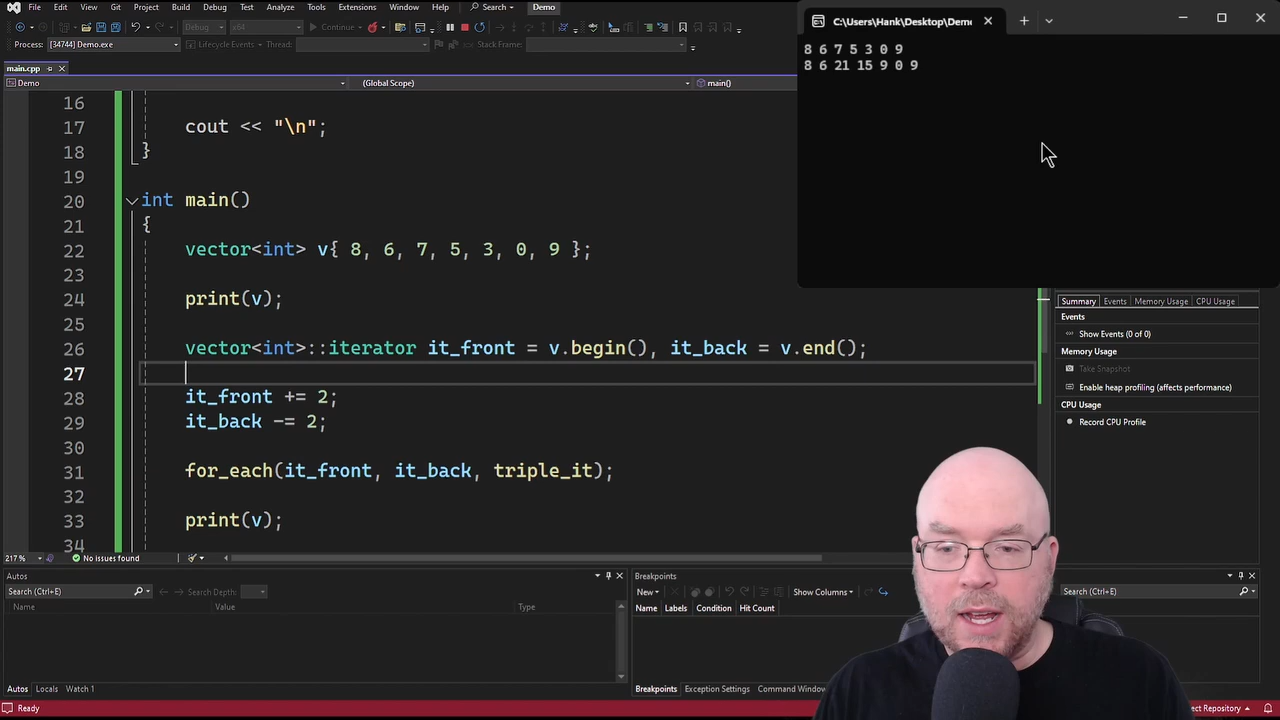 File Edit View Git Project Build Debug Test Analyze Tools Extensions Window Help Search Demo
Debug x64 Continue
Process: [34744] Demo.exe Lifecycle Events Thread: Stack Frame:
main.cpp
Demo (Global Scope) main()
C:\Users\Hank\Desktop\Demo
8 6 7 5 3 0 9
8 6 21 15 9 0 9
16
17 cout << "\n";
18 }
19
20 int main()
21 {
22 vector<int> v{ 8, 6, 7, 5, 3, 0, 9 };
23
24 print(v);
25
26 vector<int>::iterator it_front = v.begin(), it_back = v.end();
27
28 it_front += 2;
29 it_back -= 2;
30
31 for_each(it_front, it_back, triple_it);
32
33 print(v);
34
217% No issues found
Summary Events Memory Usage CPU Usage
Events
Show Events (0 of 0)
Memory Usage
Take Snapshot
Enable heap profiling (affects performance)
CPU Usage
Record CPU Profile
Autos
Search (Ctrl+E) Search Depth:
Name Value Type
Autos Locals Watch 1
Breakpoints
New Show Columns Search (Ctrl+E)
Name Labels Condition Hit Count
Breakpoints Exception Settings Command Window
Select Repository